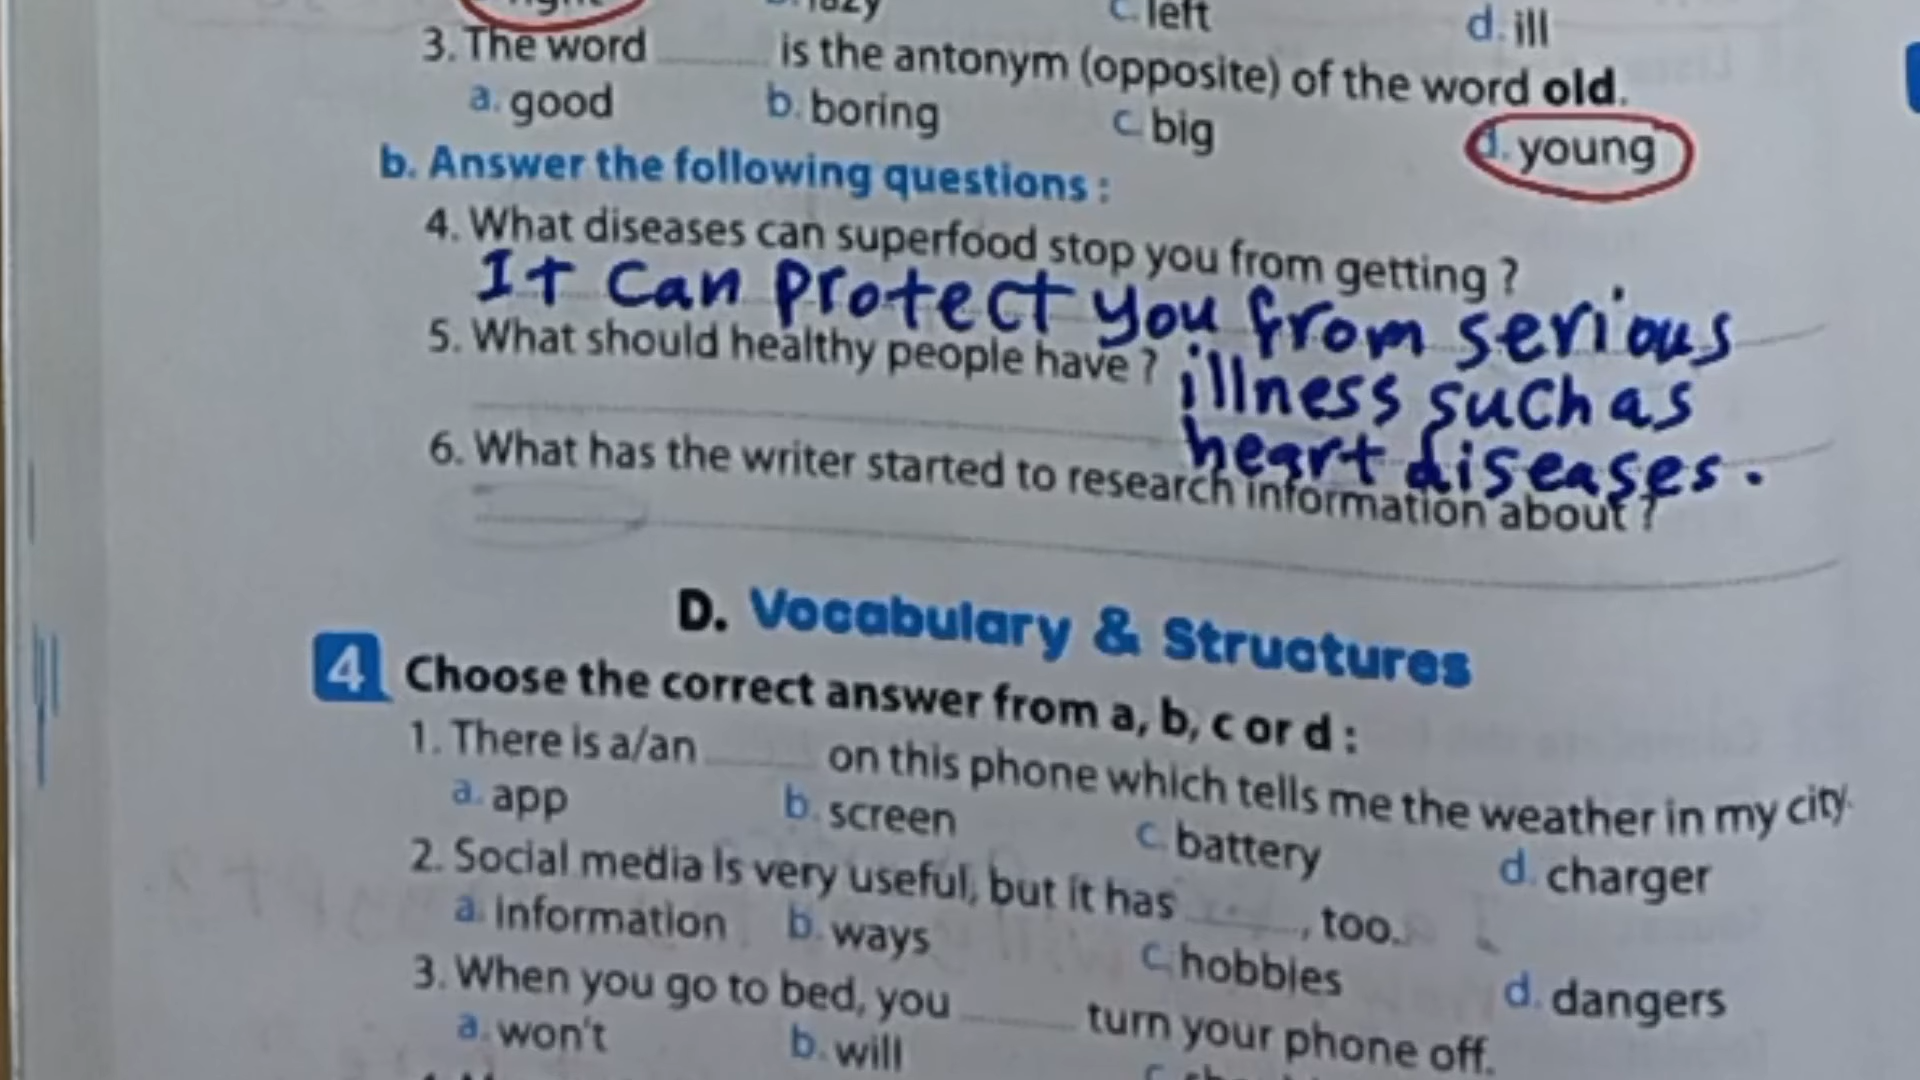 b. lazy c. left d. ill
3. The word ........ is the antonym (opposite) of the word old.
a. good b. boring c. big d. young
b. Answer the following questions :
4. What diseases can superfood stop you from getting ?
It can protect you from serious
5. What should healthy people have ?
illness such as
heart diseases.
6. What has the writer started to research information about ?
D. Vocabulary & Structures
4 Choose the correct answer from a, b, c or d :
1. There is a/an ........ on this phone which tells me the weather in my city.
a. app b. screen c. battery d. charger
2. Social media is very useful, but it has ........, too.
a. information b. ways c. hobbies d. dangers
3. When you go to bed, you ........ turn your phone off.
a. won't b. will c.